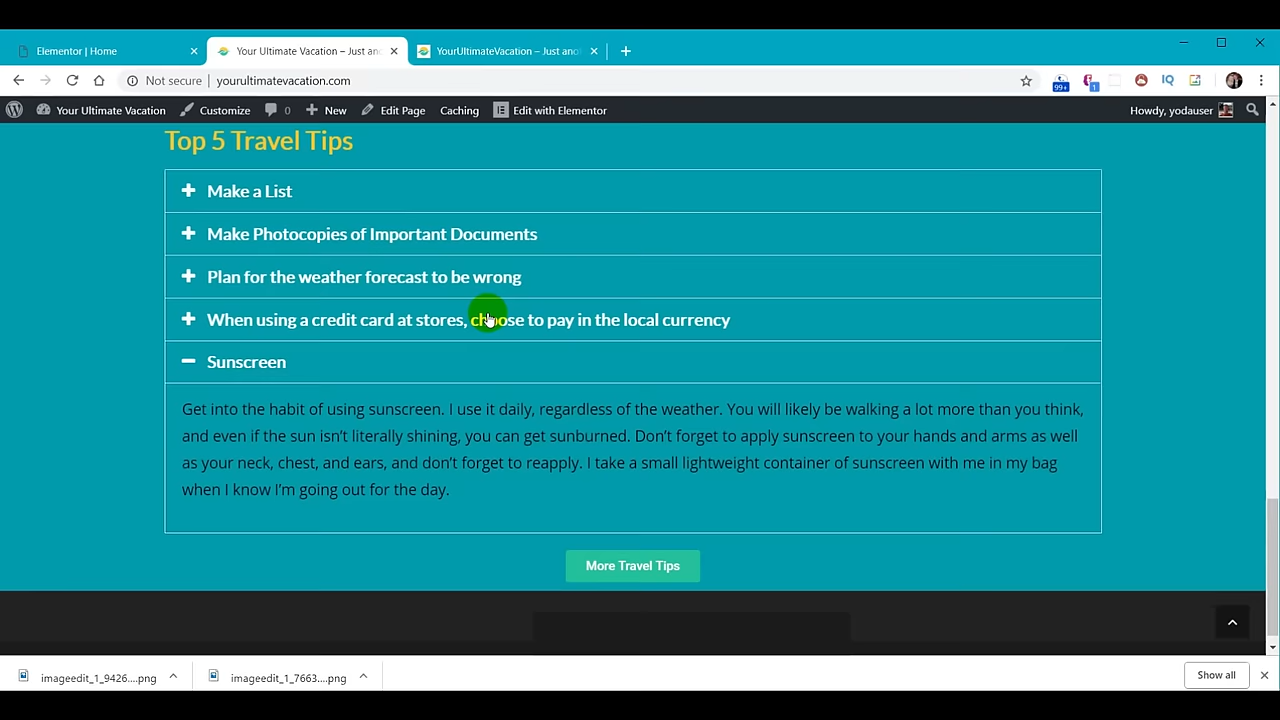 Elementor | Home
Your Ultimate Vacation – Just an
YourUltimateVacation – Just anot
Not secure | yourultimatevacation.com
99+
1
IQ
Your Ultimate Vacation
Customize
0
New
Edit Page
Caching
Edit with Elementor
Howdy, yodauser
Top 5 Travel Tips
Make a List
Make Photocopies of Important Documents
Plan for the weather forecast to be wrong
When using a credit card at stores, choose to pay in the local currency
Sunscreen
Get into the habit of using sunscreen. I use it daily, regardless of the weather. You will likely be walking a lot more than you think,
and even if the sun isn’t literally shining, you can get sunburned. Don’t forget to apply sunscreen to your hands and arms as well
as your neck, chest, and ears, and don’t forget to reapply. I take a small lightweight container of sunscreen with me in my bag
when I know I’m going out for the day.
More Travel Tips
imageedit_1_9426....png
imageedit_1_7663....png
Show all